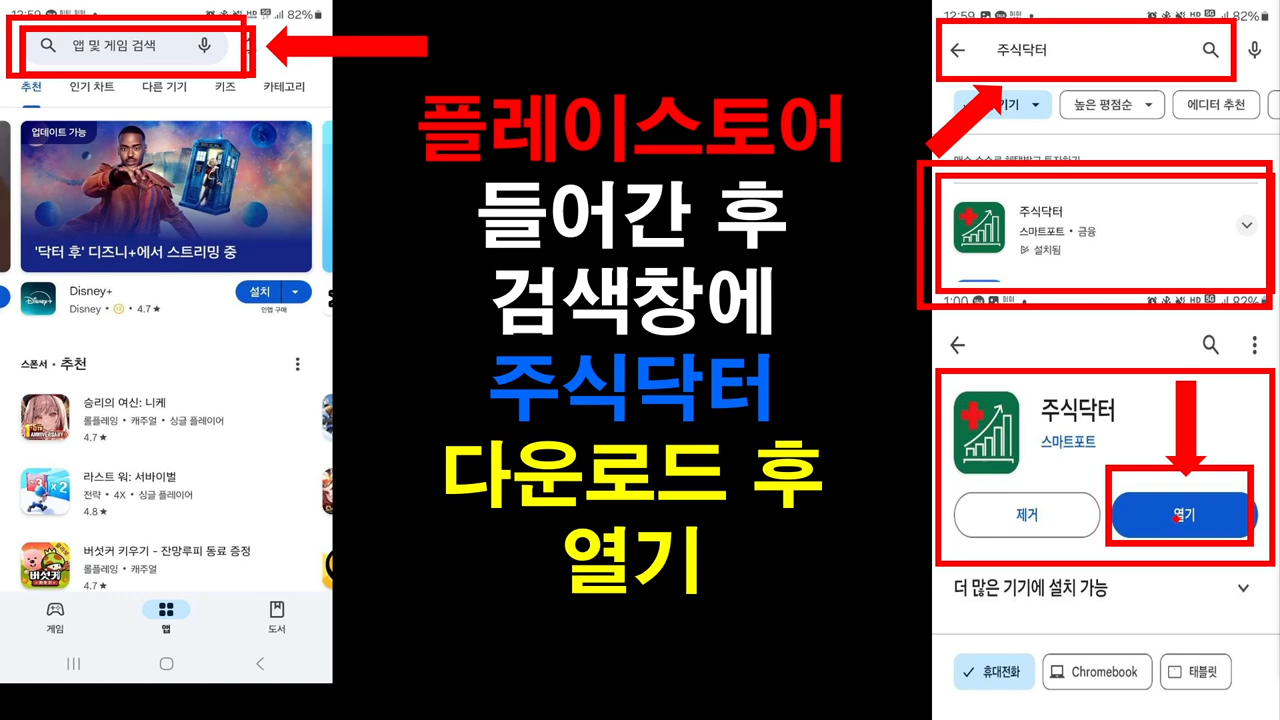 12:59
82%
앱 및 게임 검색
추천 인기 차트 다른 기기 키즈 카테고리
업데이트 가능
'닥터 후' 디즈니+에서 스트리밍 중
Disney+
Disney • 4.7★
설치
인앱 구매
스폰서 • 추천
승리의 여신: 니케
롤플레잉 • 캐주얼 • 싱글 플레이어
4.7★
라스트 워: 서바이벌
전략 • 4X • 싱글 플레이어
4.8★
버섯커 키우기 - 잔망루피 동료 증정
롤플레잉 • 캐주얼
4.7★
게임 앱 도서
플레이스토어
들어간 후
검색창에
주식닥터
다운로드 후
열기
12:59
82%
주식닥터
기기 높은 평점순 에디터 추천
주식닥터
스마트포트 • 금융
설치됨
1:00
82%
주식닥터
스마트포트
제거 열기
더 많은 기기에 설치 가능
휴대전화 Chromebook 태블릿